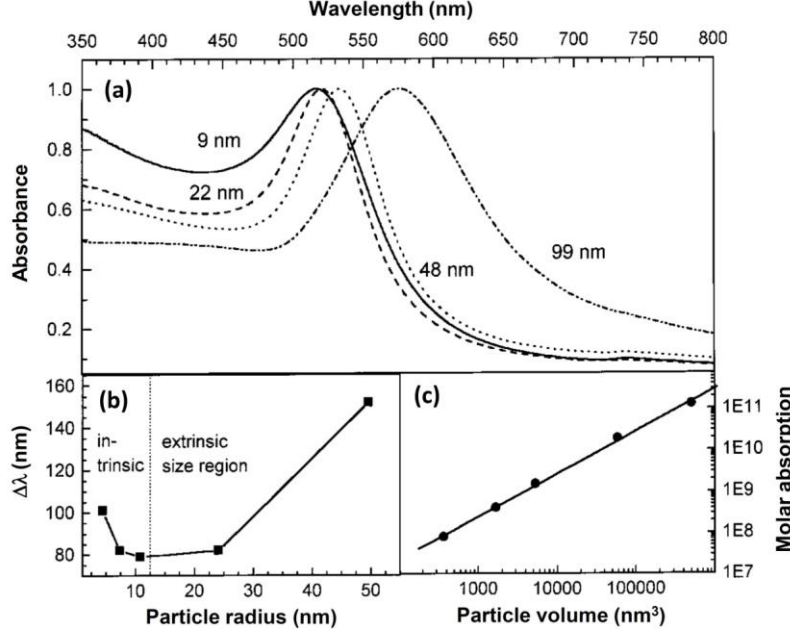 Wavelength (nm)
350 400 450 500 550 600 650 700 750 800
(a)
1.0
0.8
0.6
0.4
0.2
Absorbance
9 nm
22 nm
48 nm
99 nm
(b)
160
140
120
100
80
Δλ (nm)
in-
trinsic
extrinsic
size region
10 20 30 40 50
Particle radius (nm)
(c)
1E11
1E10
1E9
1E8
1E7
Molar absorption
1000 10000 100000
Particle volume (nm³)